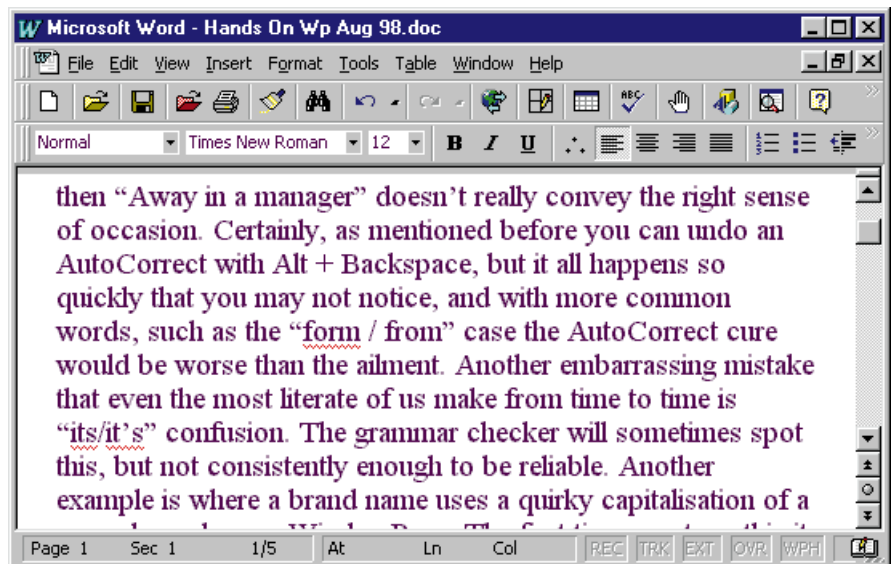 Microsoft Word - Hands On Wp Aug 98.doc
File Edit View Insert Format Tools Table Window Help
ABC
Normal Times New Roman 12 B I U
then “Away in a manager” doesn’t really convey the right sense
of occasion. Certainly, as mentioned before you can undo an
AutoCorrect with Alt + Backspace, but it all happens so
quickly that you may not notice, and with more common
words, such as the “form / from” case the AutoCorrect cure
would be worse than the ailment. Another embarrassing mistake
that even the most literate of us make from time to time is
“its/it’s” confusion. The grammar checker will sometimes spot
this, but not consistently enough to be reliable. Another
example is where a brand name uses a quirky capitalisation of a
Page 1 Sec 1 1/5 At Ln Col REC TRK EXT OVR WPH